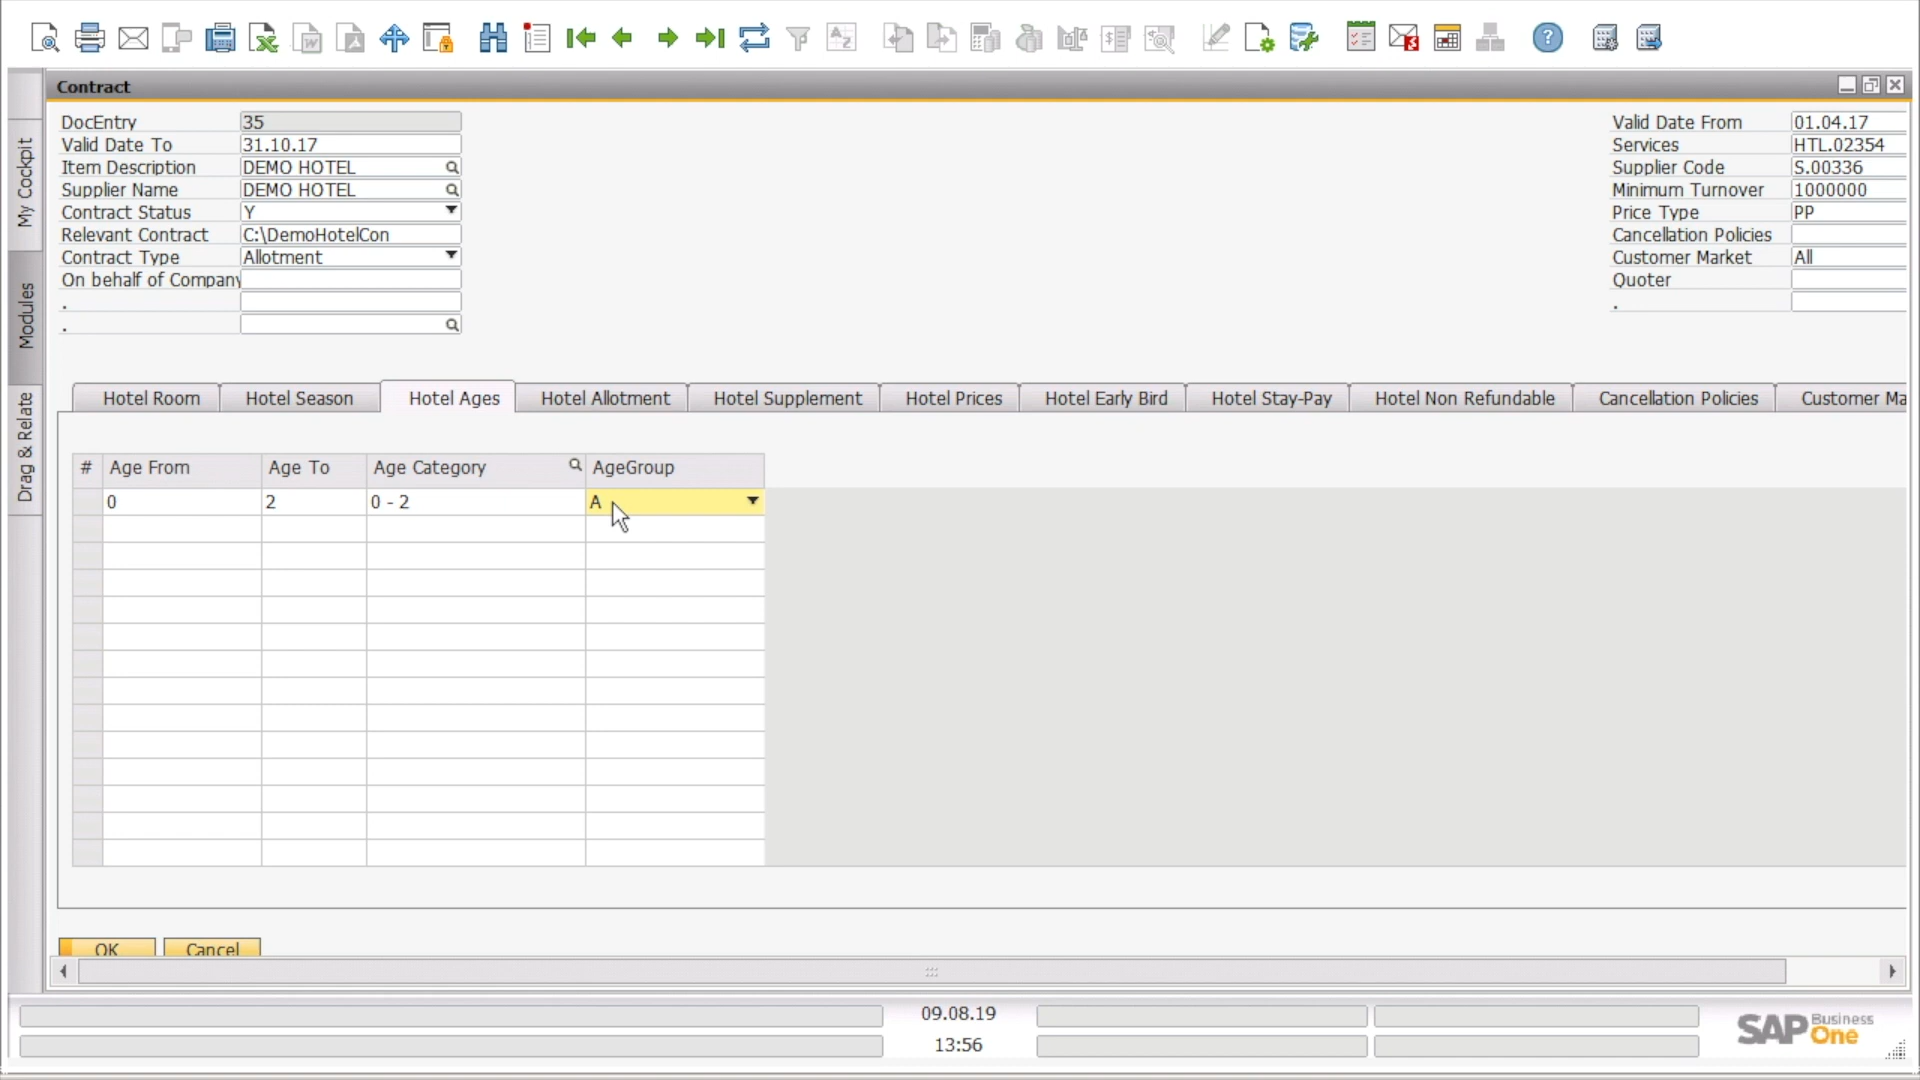 Contract
DocEntry 35
Valid Date To 31.10.17
Item Description DEMO HOTEL
Supplier Name DEMO HOTEL
Contract Status Y
Relevant Contract C:\DemoHotelCon
Contract Type Allotment
On behalf of Company
.
.
Valid Date From 01.04.17
Services HTL.02354
Supplier Code S.00336
Minimum Turnover 1000000
Price Type PP
Cancellation Policies
Customer Market All
Quoter
.
My Cockpit
Modules
Drag & Relate
Hotel Room Hotel Season Hotel Ages Hotel Allotment Hotel Supplement Hotel Prices Hotel Early Bird Hotel Stay-Pay Hotel Non Refundable Cancellation Policies Customer Ma
# Age From Age To Age Category AgeGroup
0 2 0 - 2 A
OK Cancel
09.08.19
13:56
SAP Business One